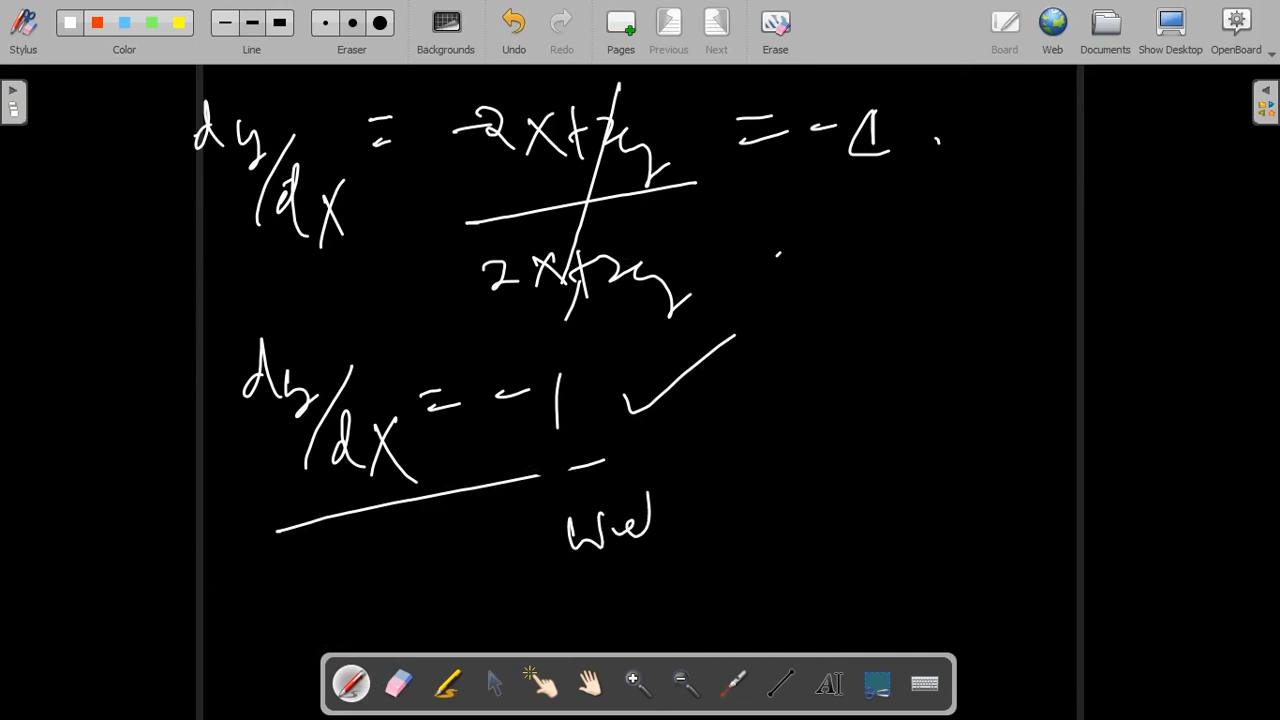 Stylus Color Line Eraser Backgrounds Undo Redo Pages Previous Next Erase Board Web Documents Show Desktop OpenBoard
dy/dx = -2x+2y / 2x+2y = -1.
dy/dx = -1 ✓
AI